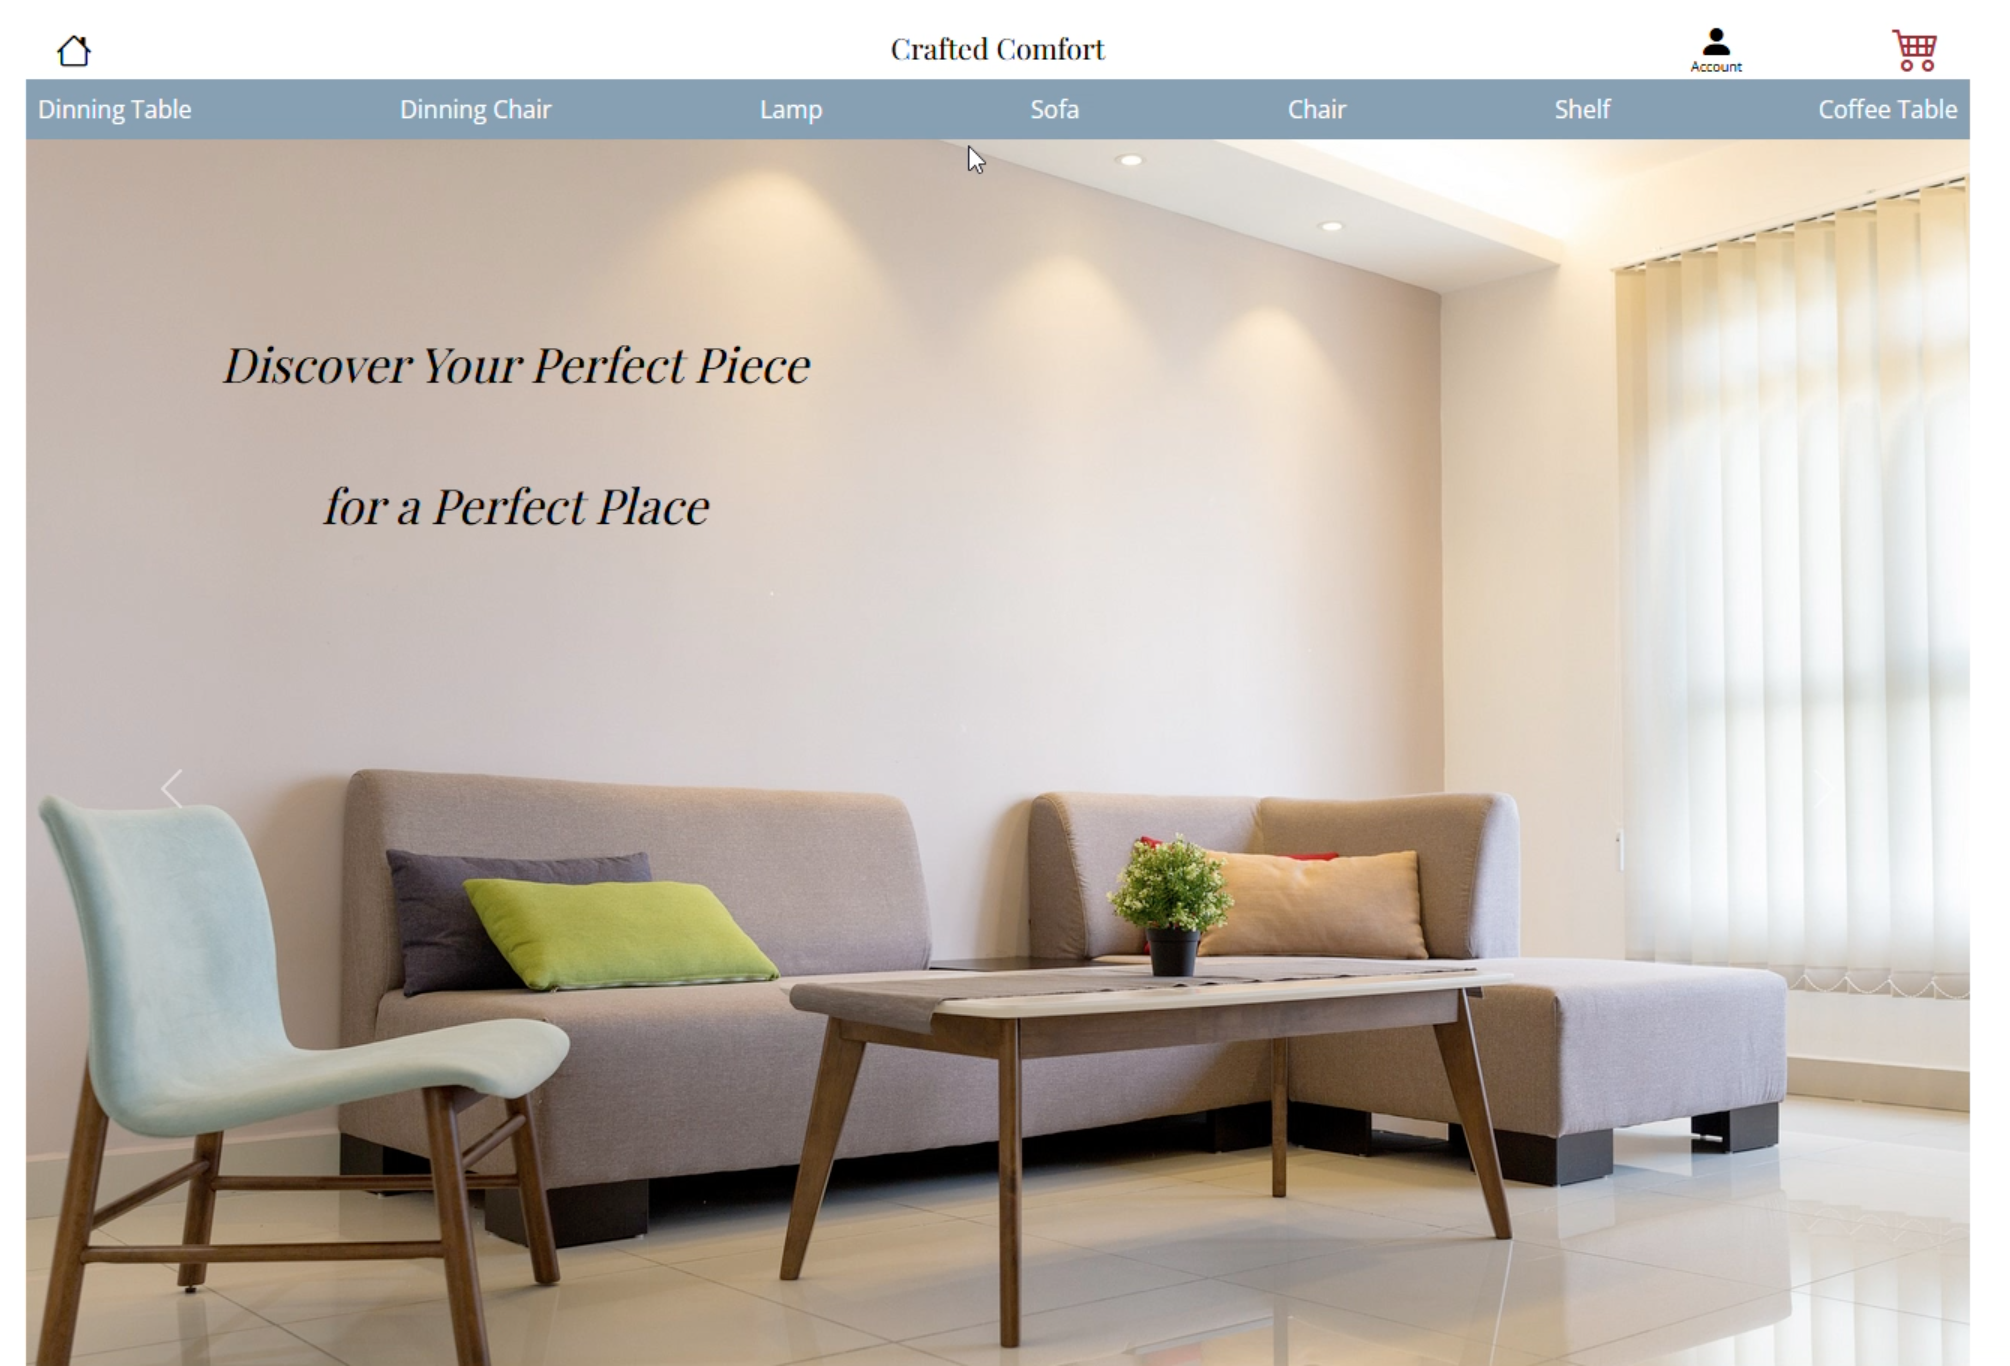 Crafted Comfort
Account
Dinning Table Dinning Chair Lamp Sofa Chair Shelf Coffee Table
Discover Your Perfect Piece
for a Perfect Place